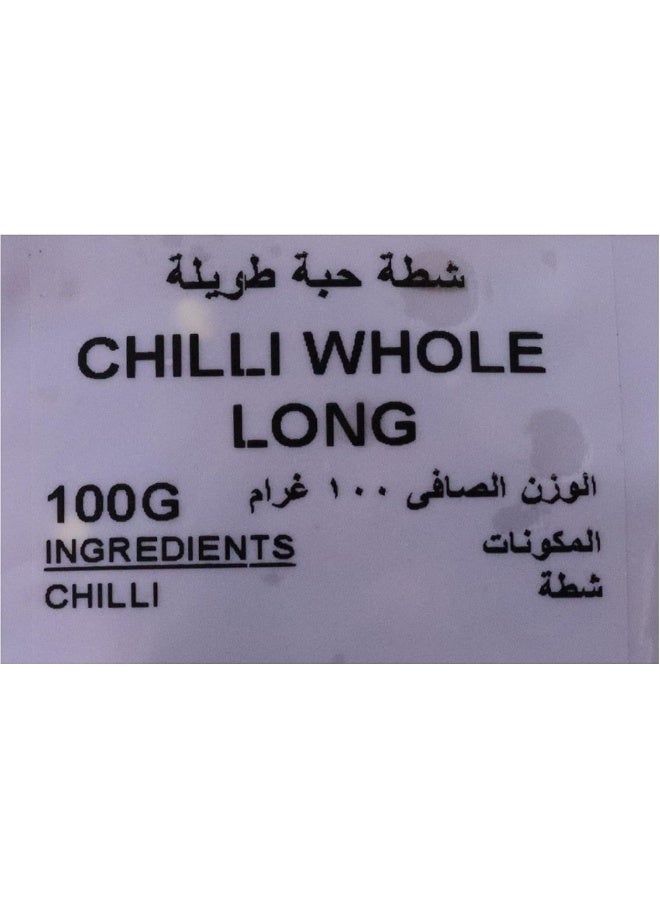 شطة حبة طويلة
CHILLI WHOLE
LONG
100G الوزن الصافى ١٠٠ غرام
INGREDIENTS المكونات
CHILLI شطة